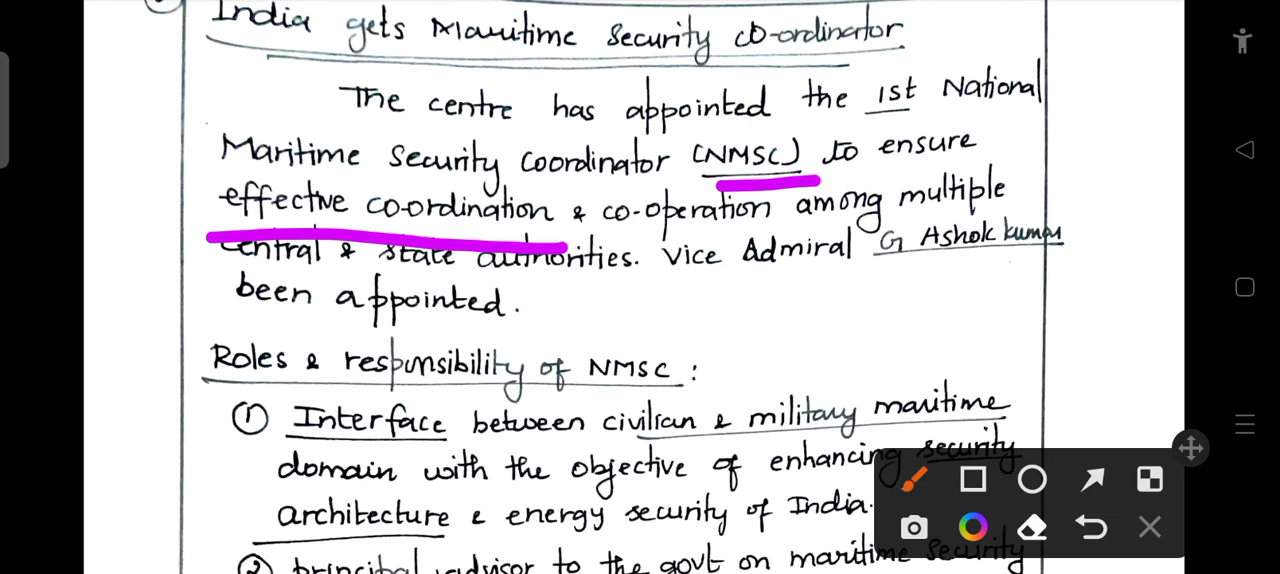 India gets Maritime Security co-ordinator
The centre has appointed the 1st National
Maritime Security Coordinator (NMSC) to ensure
effective co-ordination & co-operation among multiple
central & state authorities. Vice Admiral G Ashok kumar
been appointed.
Roles & responsibility of NMSC :
① Interface between civilian & military maritime
domain with the objective of enhancing security
architecture & energy security of India.
② principal advisor to the govt on maritime security